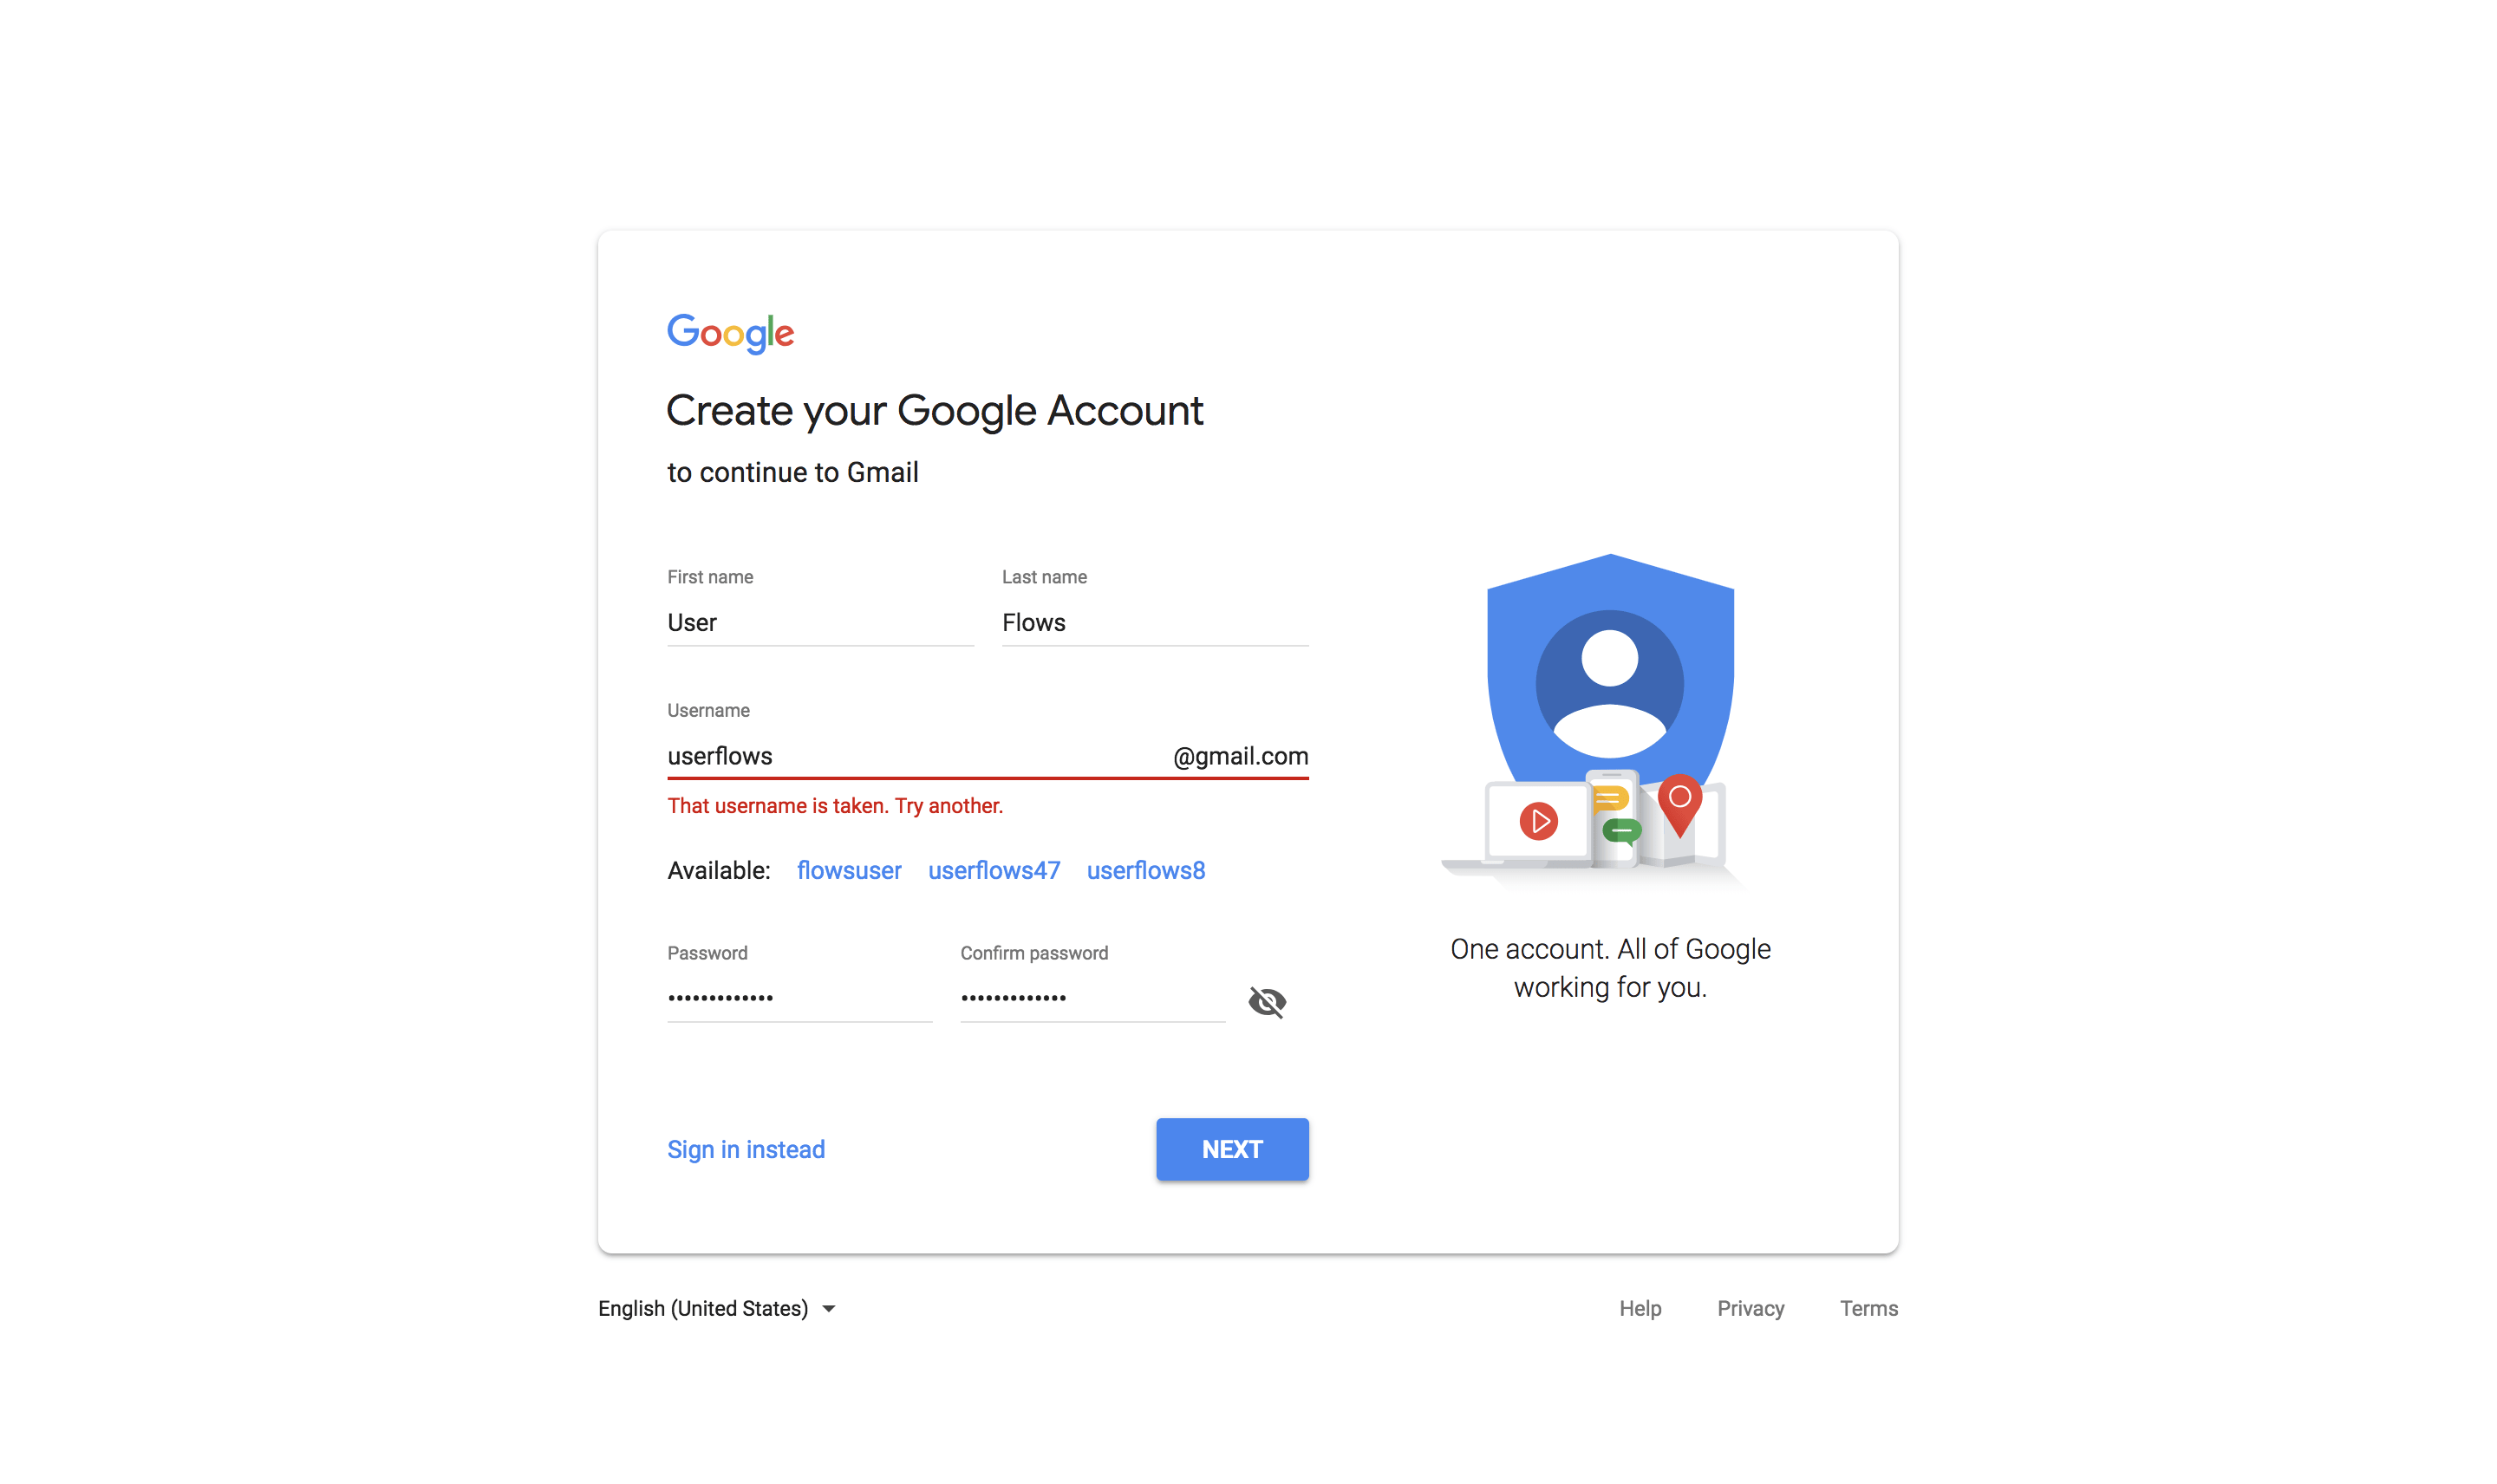 Google
Create your Google Account
to continue to Gmail
First name Last name
User Flows
Username
userflows @gmail.com
That username is taken. Try another.
Available: flowsuser userflows47 userflows8
Password Confirm password
••••••••••••• •••••••••••••
One account. All of Google
working for you.
Sign in instead NEXT
English (United States) Help Privacy Terms